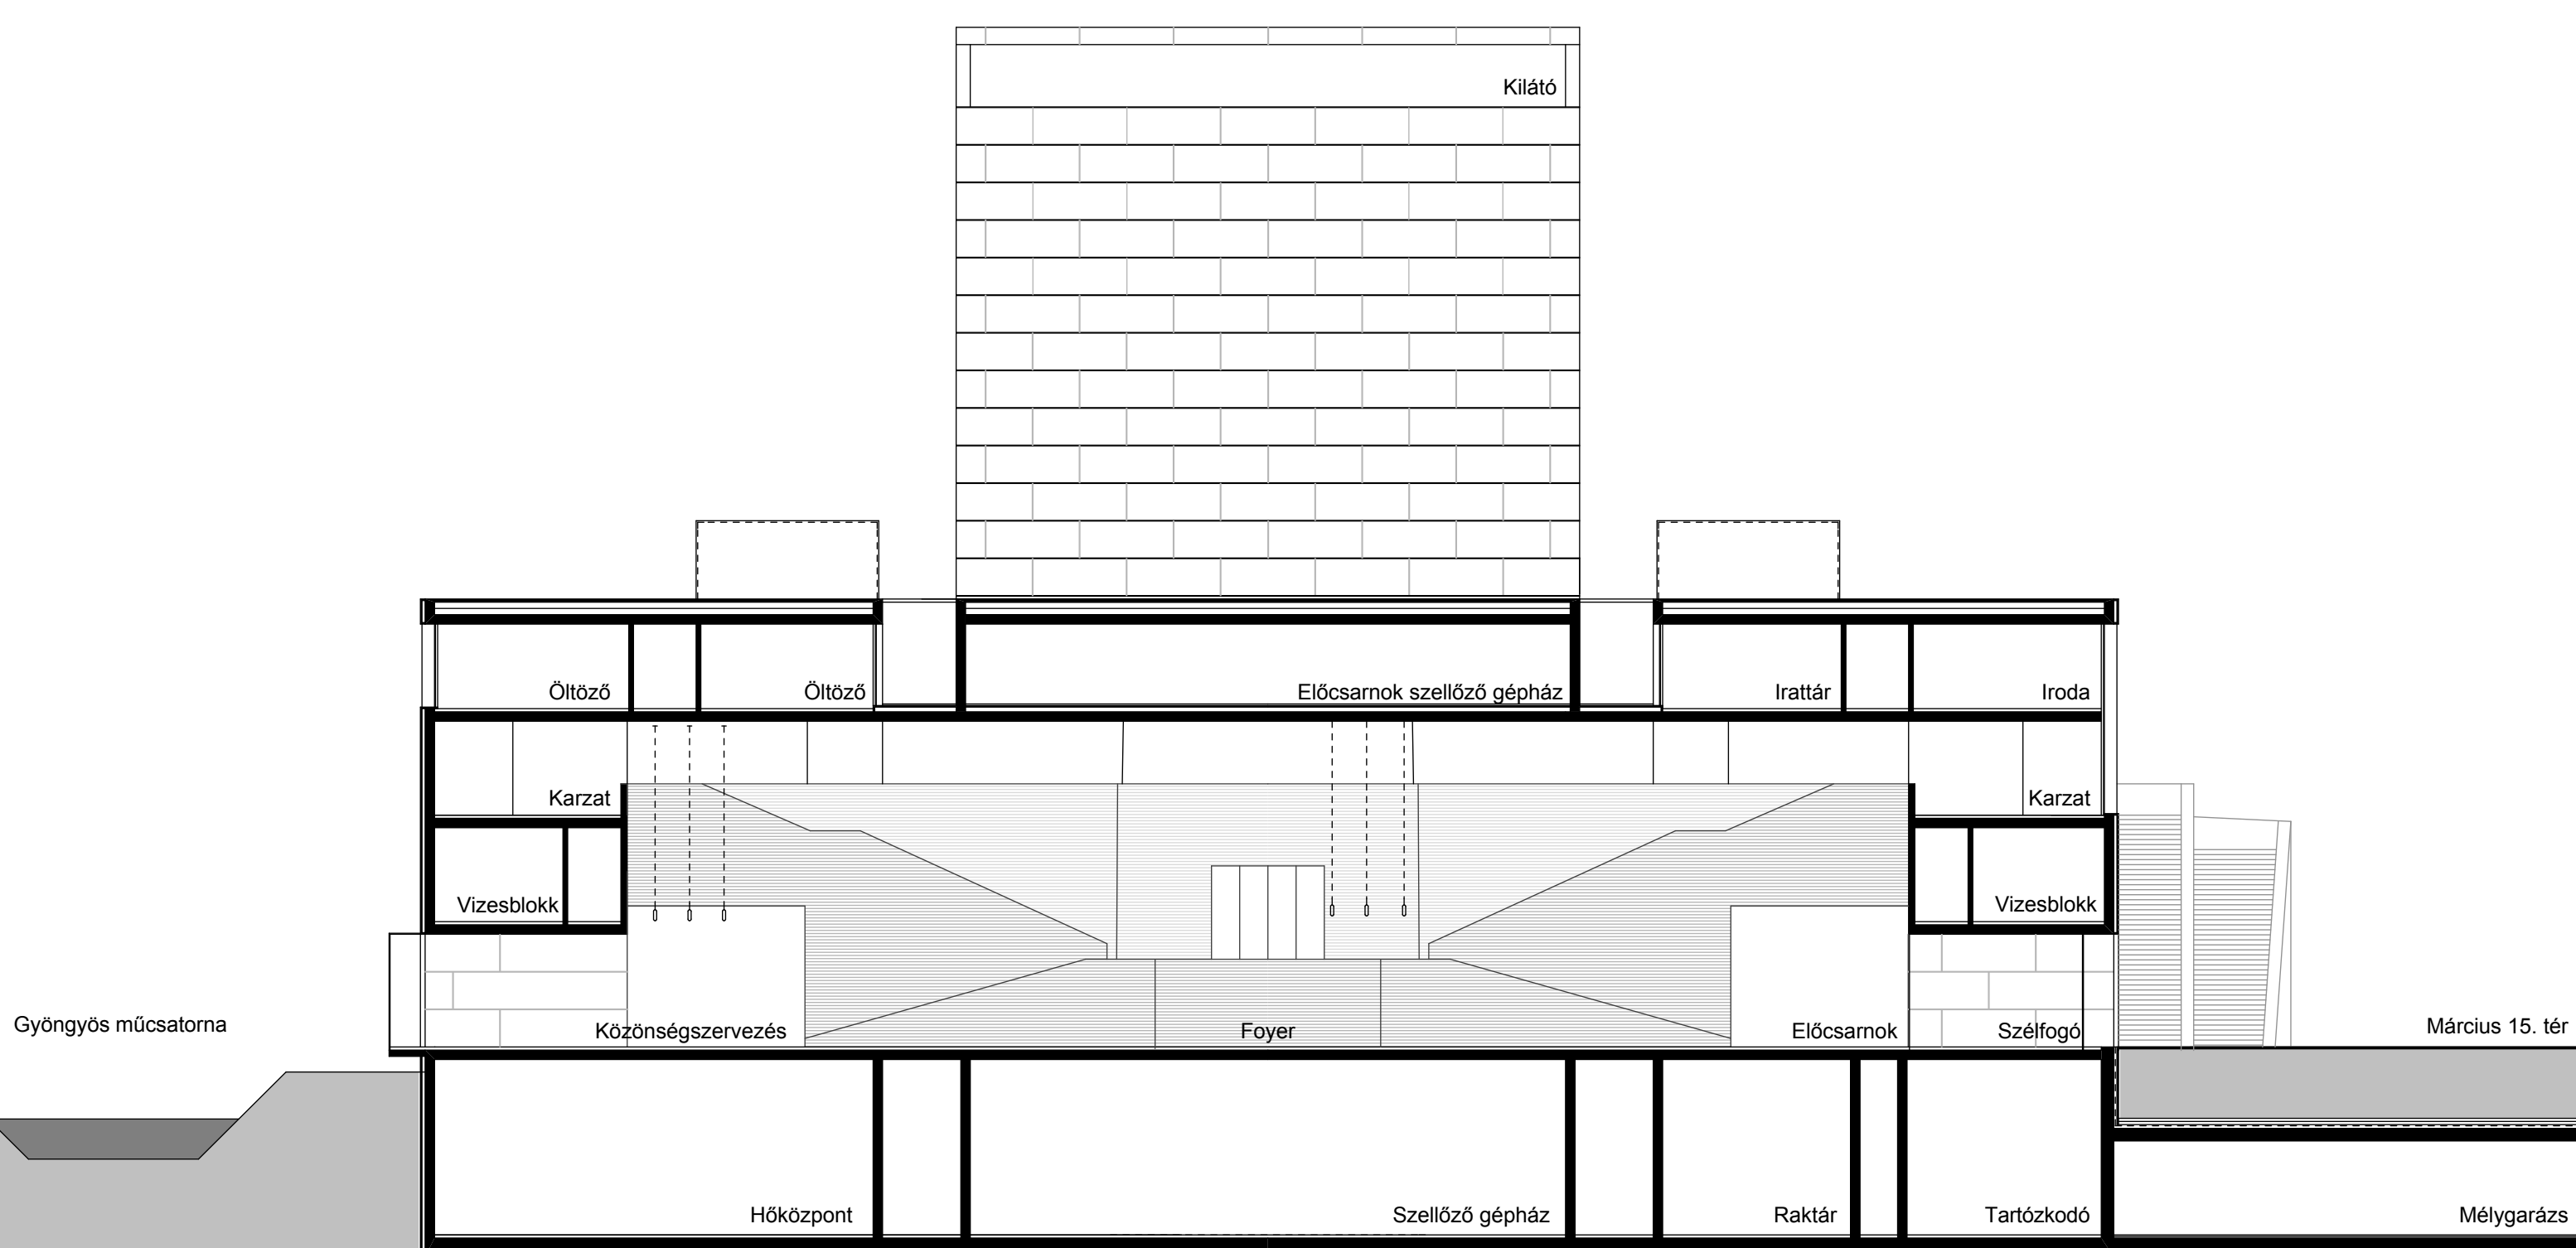 Kilátó
Öltöző
Öltöző
Előcsarnok szellőző gépház
Irattár
Iroda
Karzat
Karzat
Vizesblokk
Vizesblokk
Gyöngyös műcsatorna
Közönségszervezés
Foyer
Előcsarnok
Szélfogó
Március 15. tér
Hőközpont
Szellőző gépház
Raktár
Tartózkodó
Mélygarázs